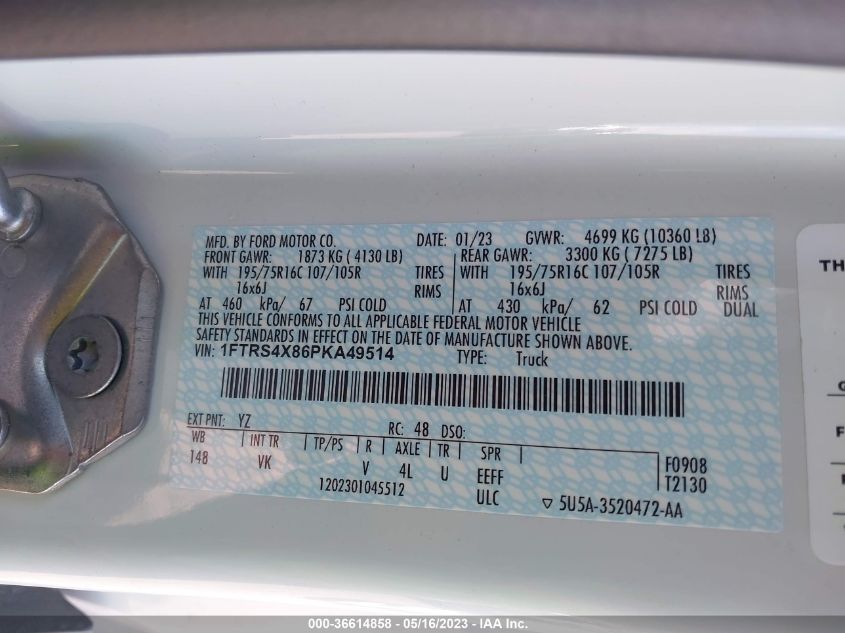 MFD. BY FORD MOTOR CO. DATE: 01/23 GVWR: 4699 KG (10360 LB)
FRONT GAWR: 1873 KG ( 4130 LB) REAR GAWR: 3300 KG ( 7275 LB)
WITH 195/75R16C 107/105R TIRES WITH 195/75R16C 107/105R TIRES
16x6J RIMS 16x6J RIMS
AT 460 kPa/ 67 PSI COLD AT 430 kPa/ 62 PSI COLD DUAL
THIS VEHICLE CONFORMS TO ALL APPLICABLE FEDERAL MOTOR VEHICLE
SAFETY STANDARDS IN EFFECT ON THE DATE OF MANUFACTURE SHOWN ABOVE.
VIN: 1FTRS4X86PKA49514 TYPE: Truck
EXT PNT: YZ RC: 48 DSO:
WB INT TR TP/PS R AXLE TR SPR F0908
148 VK V 4L U EEFF T2130
1202301045512 ULC ▽ 5U5A-3520472-AA
TH
G
F
000-36614858 - 05/16/2023 - IAA Inc.